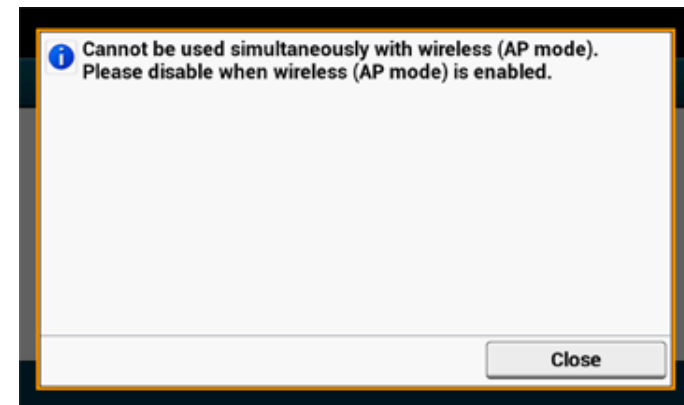 Cannot be used simultaneously with wireless (AP mode).
Please disable when wireless (AP mode) is enabled.
Close